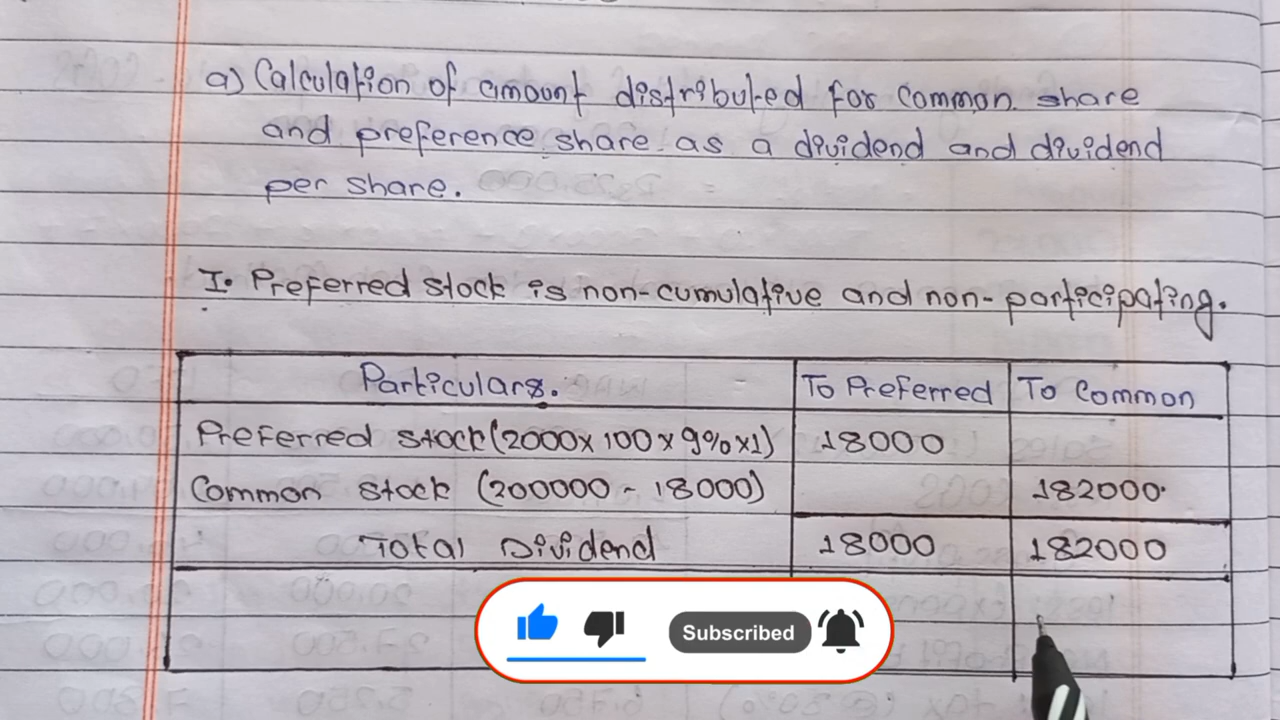 a) Calculation of amount distributed for common share
and preference share as a dividend and dividend
per share.
I. Preferred stock is non-cumulative and non-participating.
Particulars. To Preferred To Common
Preferred stock (2000 x 100 x 9% x 1) 18000
Common stock (200000 - 18000) 182000
Total Dividend 18000 182000
Subscribed